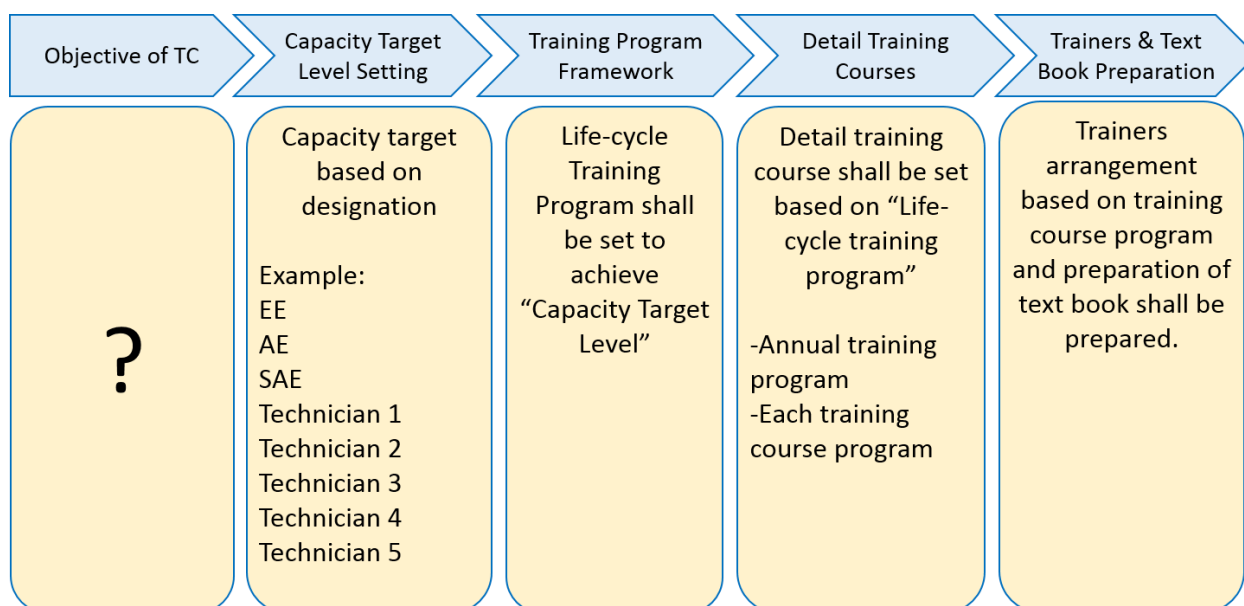 Objective of TC
Capacity Target
Level Setting
Training Program
Framework
Detail Training
Courses
Trainers & Text
Book Preparation
?
Capacity target
based on
designation
Example:
EE
AE
SAE
Technician 1
Technician 2
Technician 3
Technician 4
Technician 5
Life-cycle
Training
Program shall
be set to
achieve
“Capacity Target
Level”
Detail training
course shall be set
based on “Life-
cycle training
program”
-Annual training
program
-Each training
course program
Trainers
arrangement
based on training
course program
and preparation of
text book shall be
prepared.